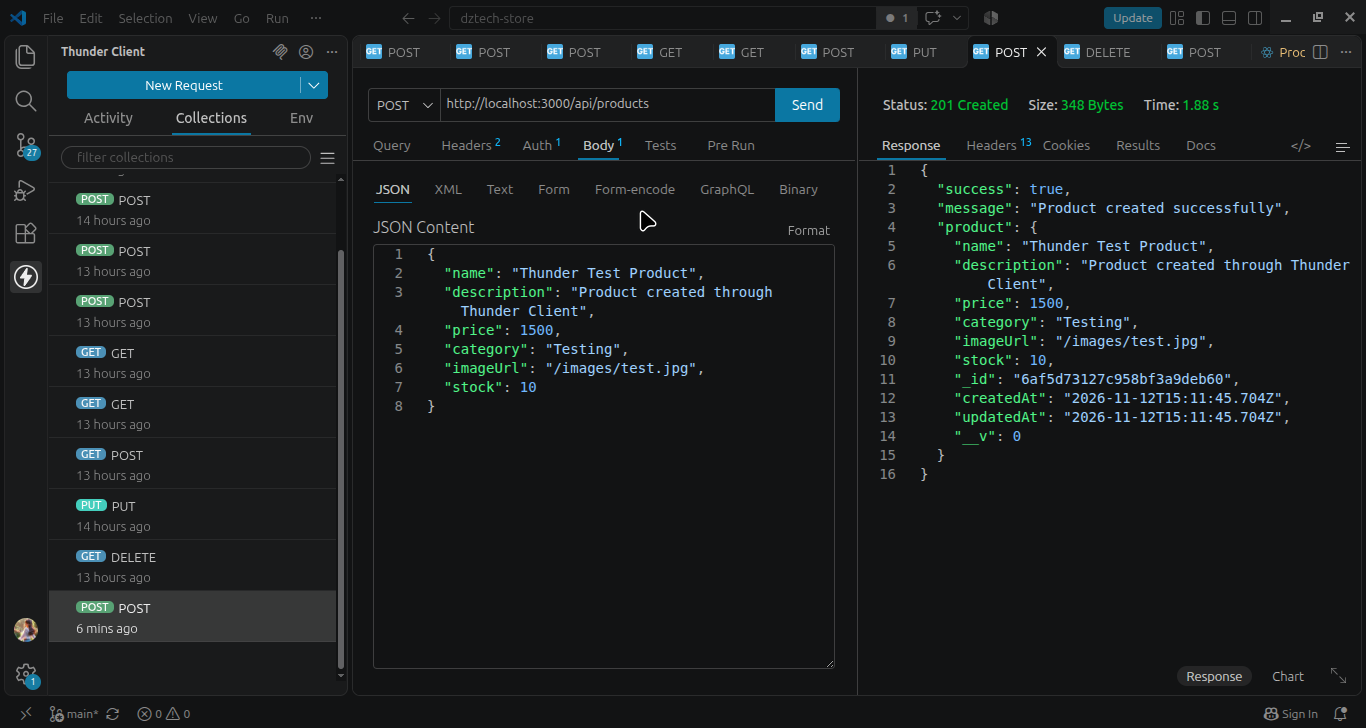 File Edit Selection View Go Run ···
dztech-store
1
Update
Thunder Client
New Request
Activity Collections Env
filter collections
POST POST
14 hours ago
POST POST
13 hours ago
POST POST
13 hours ago
GET GET
13 hours ago
GET GET
13 hours ago
GET POST
13 hours ago
PUT PUT
14 hours ago
GET DELETE
13 hours ago
POST POST
6 mins ago
27
1
GET POST GET POST GET POST GET GET GET GET GET POST GET PUT GET POST GET DELETE GET POST Proc
POST http://localhost:3000/api/products Send
Query Headers 2 Auth 1 Body 1 Tests Pre Run
JSON XML Text Form Form-encode GraphQL Binary
JSON Content Format
1 {
2 "name": "Thunder Test Product",
3 "description": "Product created through
Thunder Client",
4 "price": 1500,
5 "category": "Testing",
6 "imageUrl": "/images/test.jpg",
7 "stock": 10
8 }
Status: 201 Created Size: 348 Bytes Time: 1.88 s
Response Headers 13 Cookies Results Docs </>
1 {
2 "success": true,
3 "message": "Product created successfully",
4 "product": {
5 "name": "Thunder Test Product",
6 "description": "Product created through Thunder
Client",
7 "price": 1500,
8 "category": "Testing",
9 "imageUrl": "/images/test.jpg",
10 "stock": 10,
11 "_id": "6af5d73127c958bf3a9deb60",
12 "createdAt": "2026-11-12T15:11:45.704Z",
13 "updatedAt": "2026-11-12T15:11:45.704Z",
14 "__v": 0
15 }
16 }
Response Chart
main* 0 0 Sign In